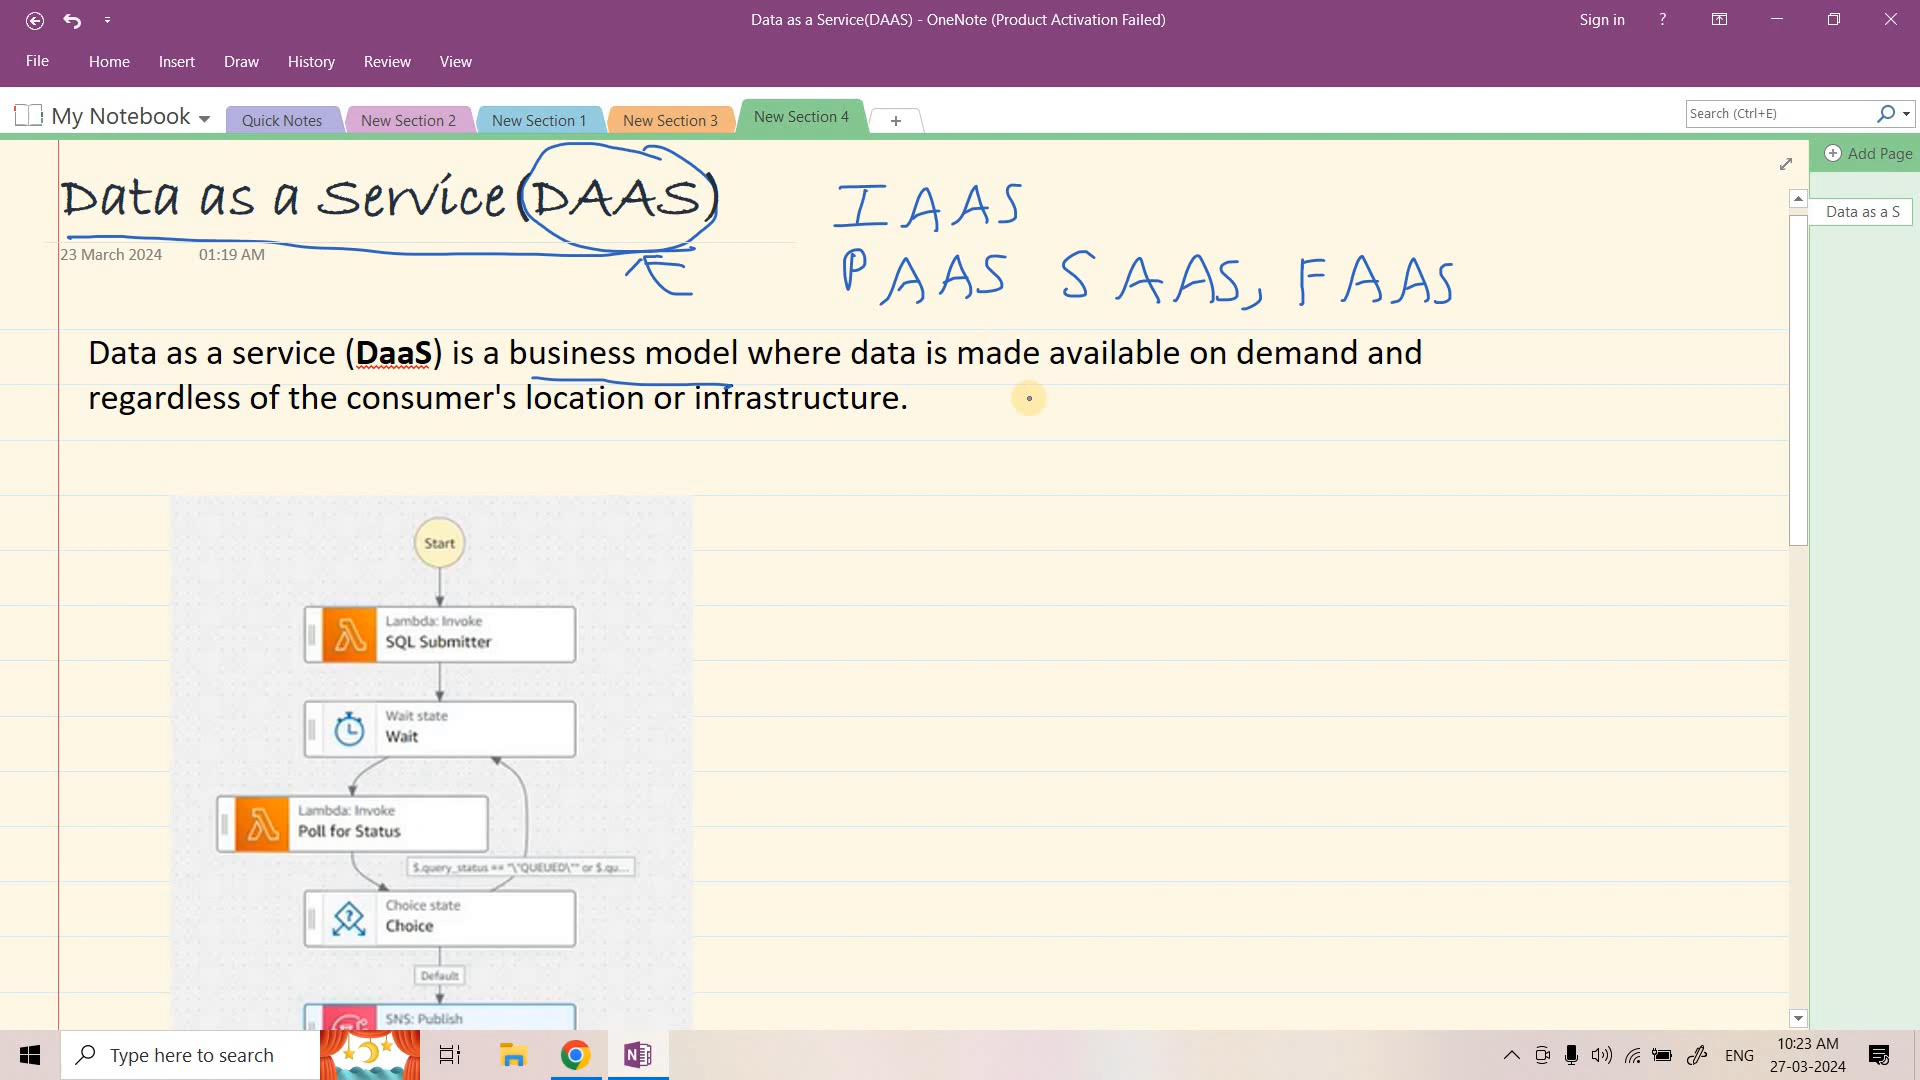 Data as a Service(DAAS) - OneNote (Product Activation Failed)
Sign in
?
File Home Insert Draw History Review View
My Notebook
Quick Notes
New Section 2
New Section 1
New Section 3
New Section 4
+
Search (Ctrl+E)
Add Page
Data as a S
Data as a Service(DAAS)
23 March 2024 01:19 AM
IAAS
PAAS SAAS, FAAS
Data as a service (DaaS) is a business model where data is made available on demand and
regardless of the consumer's location or infrastructure.
Start
Lambda: Invoke
SQL Submitter
Wait state
Wait
Lambda: Invoke
Poll for Status
$.query_status == "\"QUEUED\"" or $.qu...
Choice state
Choice
Default
SNS: Publish
Type here to search
ENG
10:23 AM
27-03-2024